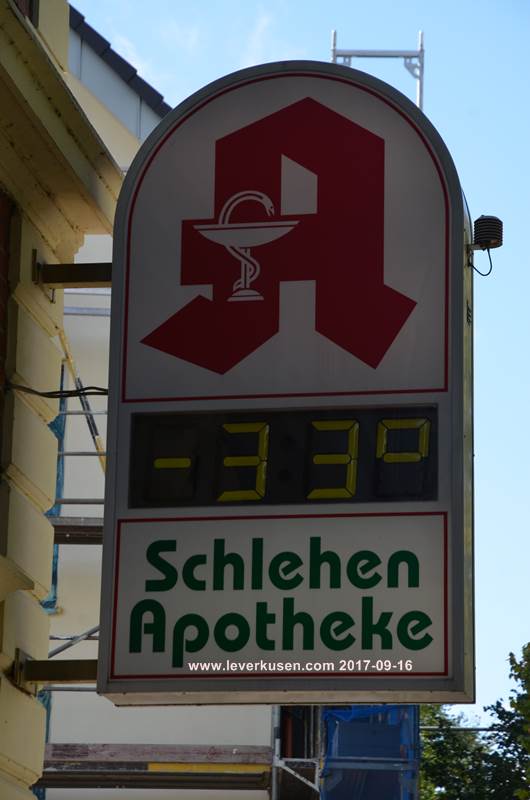 A
-33°
Schlehen
Apotheke
www.leverkusen.com 2017-09-16